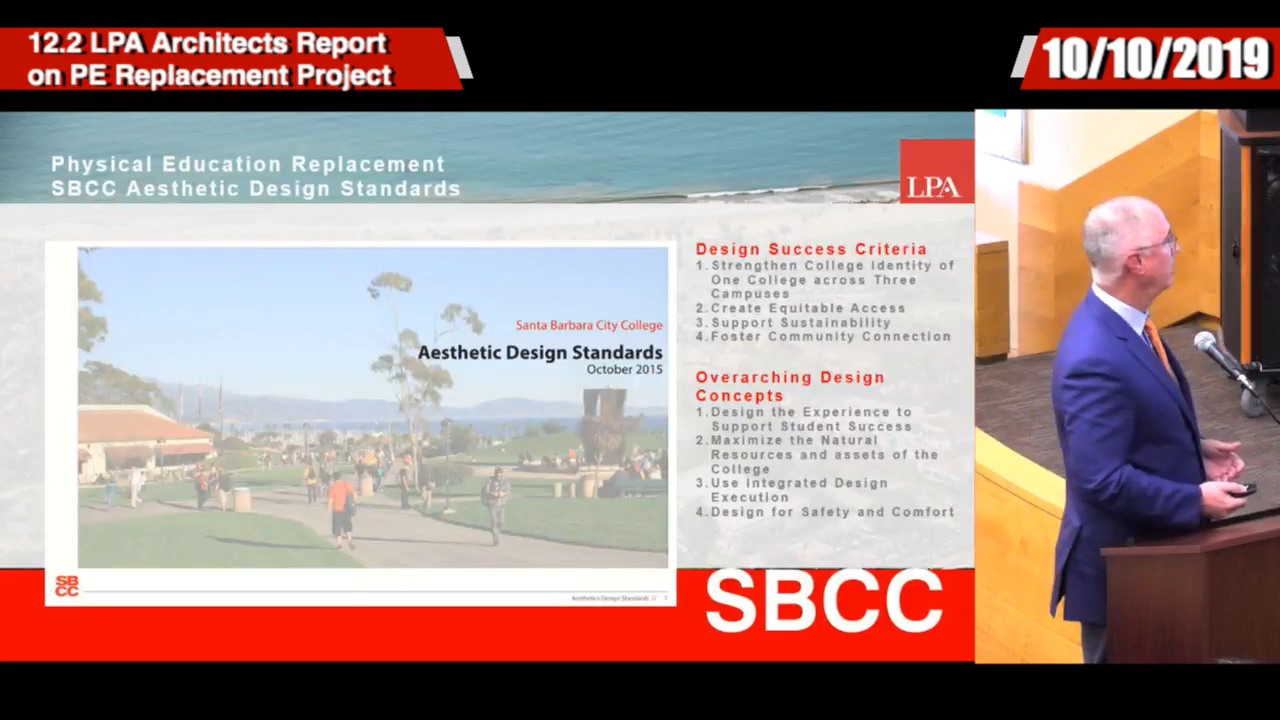 12.2 LPA Architects Report
on PE Replacement Project
10/10/2019
Physical Education Replacement
SBCC Aesthetic Design Standards
LPA
Santa Barbara City College
Aesthetic Design Standards
October 2015
SB
CC
Aesthetics Design Standards // 1
Design Success Criteria
1. Strengthen College Identity of
One College across Three
Campuses
2. Create Equitable Access
3. Support Sustainability
4. Foster Community Connection
Overarching Design
Concepts
1. Design the Experience to
Support Student Success
2. Maximize the Natural
Resources and assets of the
College
3. Use Integrated Design
Execution
4. Design for Safety and Comfort
SBCC